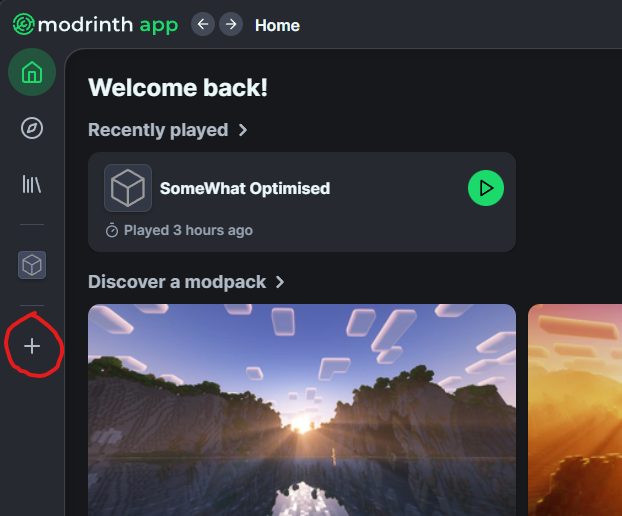 modrinth app
Home
Welcome back!
Recently played
SomeWhat Optimised
Played 3 hours ago
Discover a modpack